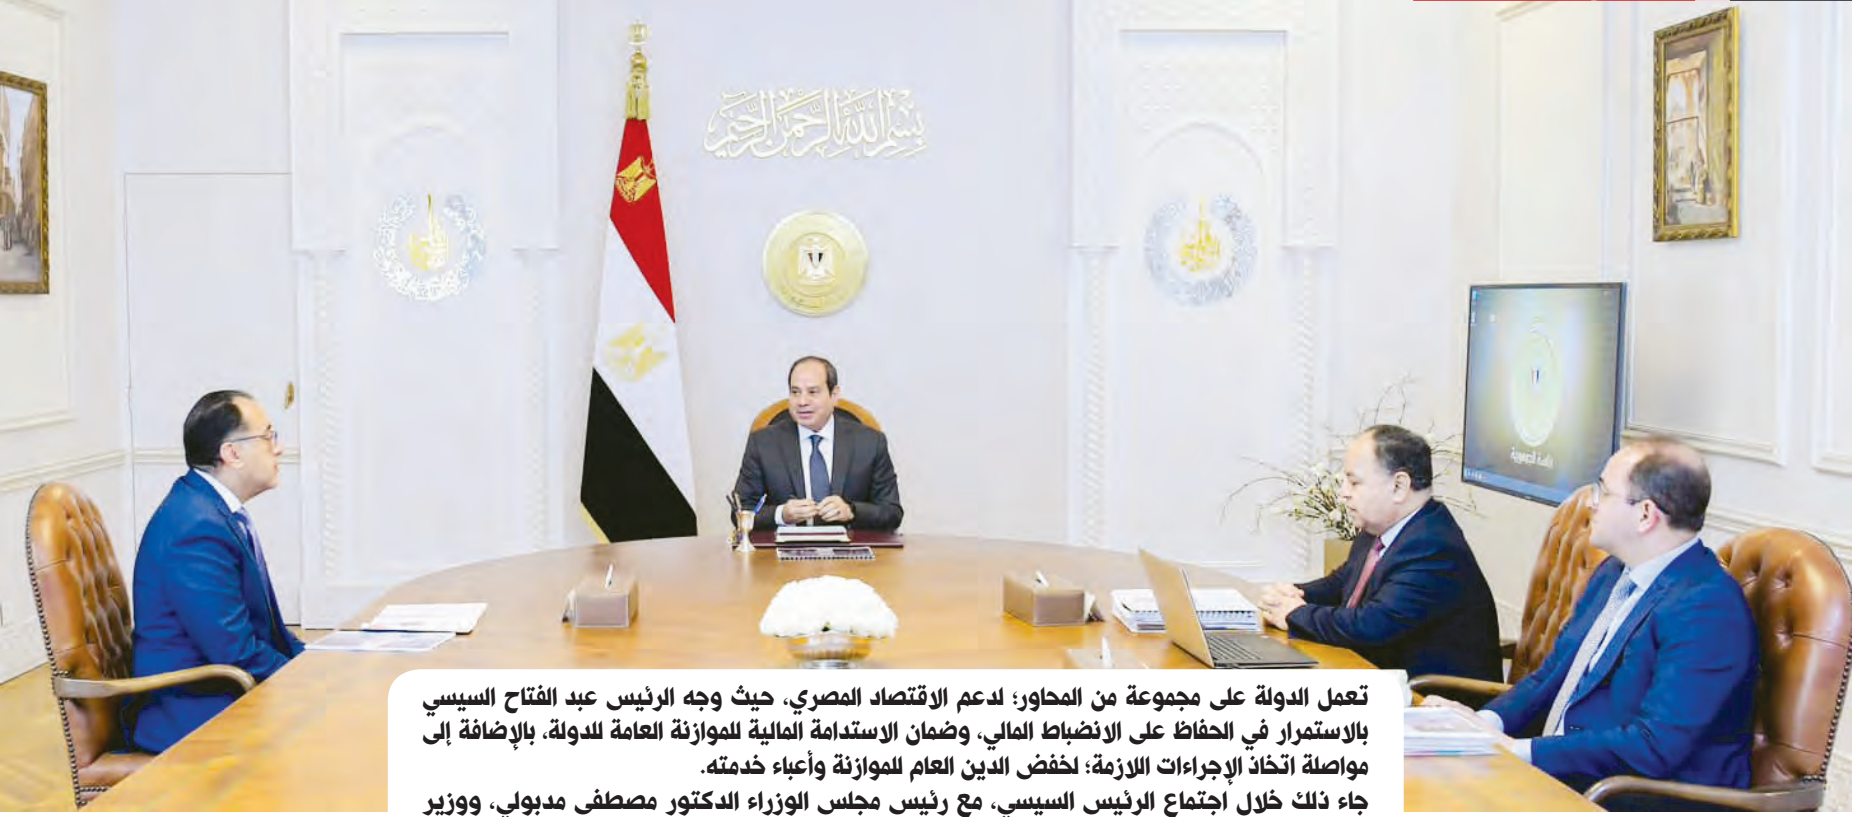 بسم الله الرحمن الرحيم
رئاسة الجمهورية
تعمل الدولة على مجموعة من المحاور؛ لدعم الاقتصاد المصري، حيث وجه الرئيس عبد الفتاح السيسي
بالاستمرار في الحفاظ على الانضباط المالي، وضمان الاستدامة المالية للموازنة العامة للدولة، بالإضافة إلى
مواصلة اتخاذ الإجراءات اللازمة؛ لخفض الدين العام للموازنة وأعباء خدمته.
جاء ذلك خلال اجتماع الرئيس السيسي، مع رئيس مجلس الوزراء الدكتور مصطفى مدبولي، ووزير